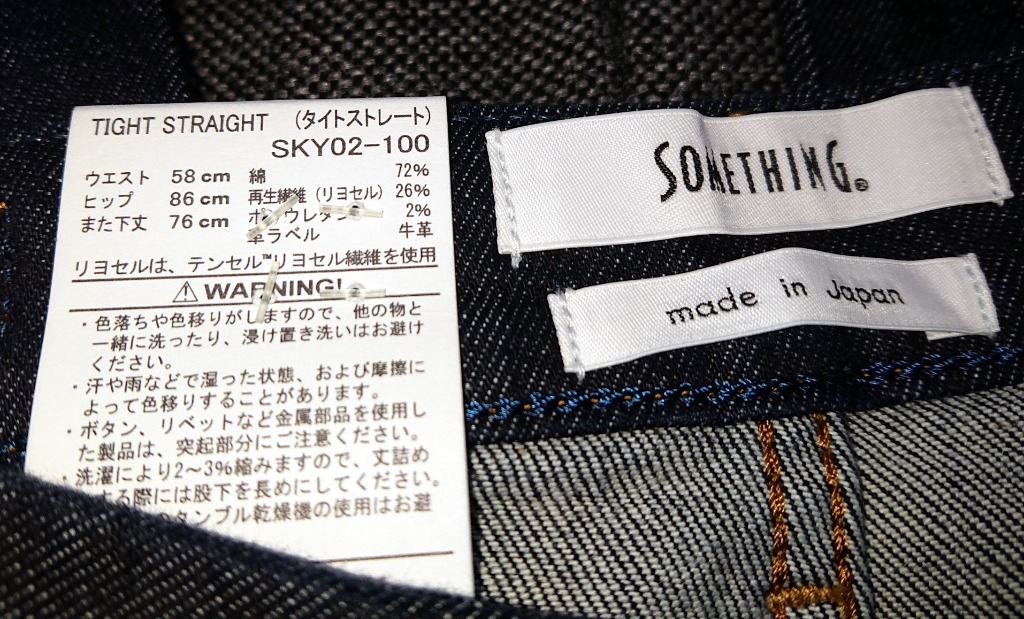 TIGHT STRAIGHT (タイトストレート)
SKY02-100
ウエスト 58 cm 綿 72%
ヒップ 86 cm 再生繊維 (リヨセル) 26%
また下丈 76 cm ポリウレタン 2%
革ラベル 牛革
リヨセルは、テンセル™リヨセル繊維を使用
⚠ WARNING!
・色落ちや色移りがしますので、他の物と
一緒に洗ったり、浸け置き洗いはお避け
ください。
・汗や雨などで湿った状態、および摩擦に
よって色移りすることがあります。
・ボタン、リベットなど金属部品を使用し
た製品は、突起部分にご注意ください。
・洗濯により2~3%縮みますので、丈詰め
する際には股下を長めにしてください。
タンブル乾燥機の使用はお避
SOMETHING®
made in Japan